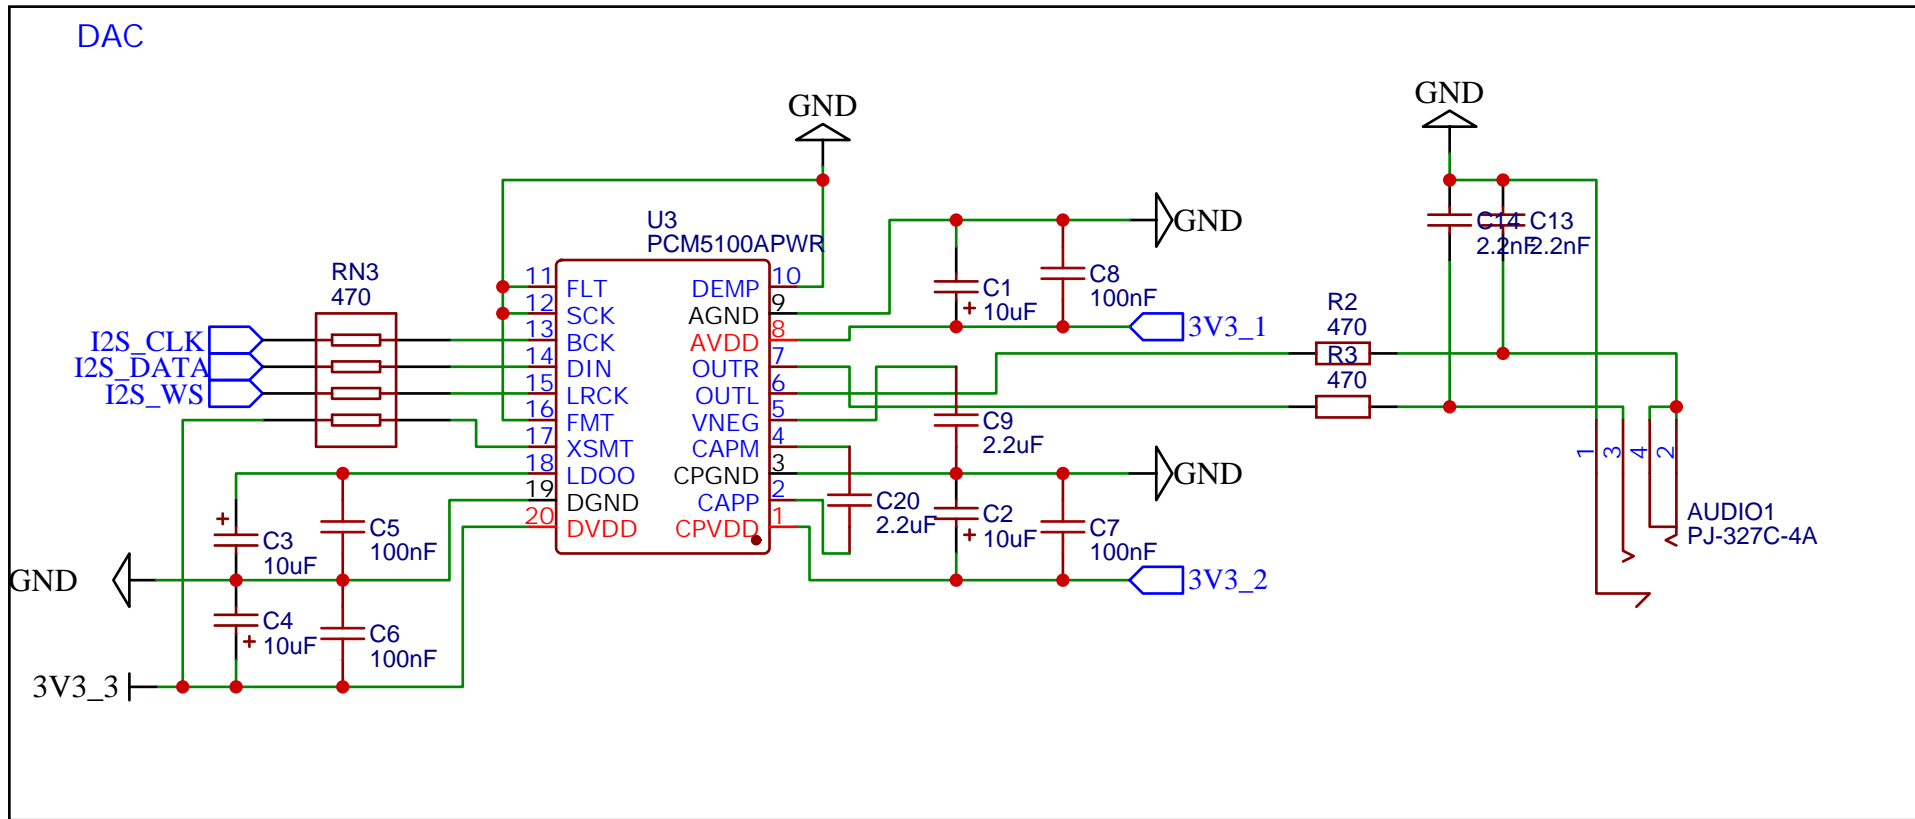 DAC
GND
GND
U3
PCM5100APWR
GND
C14
2.2nF
C13
2.2nF
RN3
470
11
FLT
12
SCK
13
BCK
14
DIN
15
LRCK
16
FMT
17
XSMT
18
LDOO
19
DGND
20
DVDD
DEMP
10
AGND
9
AVDD
8
OUTR
7
OUTL
6
VNEG
5
CAPM
4
CPGND
3
CAPP
2
CPVDD
1
I2S_CLK
I2S_DATA
I2S_WS
C1
+
10uF
C8
100nF
3V3_1
R2
470
R3
470
C9
2.2uF
GND
C20
2.2uF
C2
+
10uF
C7
100nF
3V3_2
1
3
4
2
AUDIO1
PJ-327C-4A
+
C3
10uF
C5
100nF
GND
C4
+
10uF
C6
100nF
3V3_3